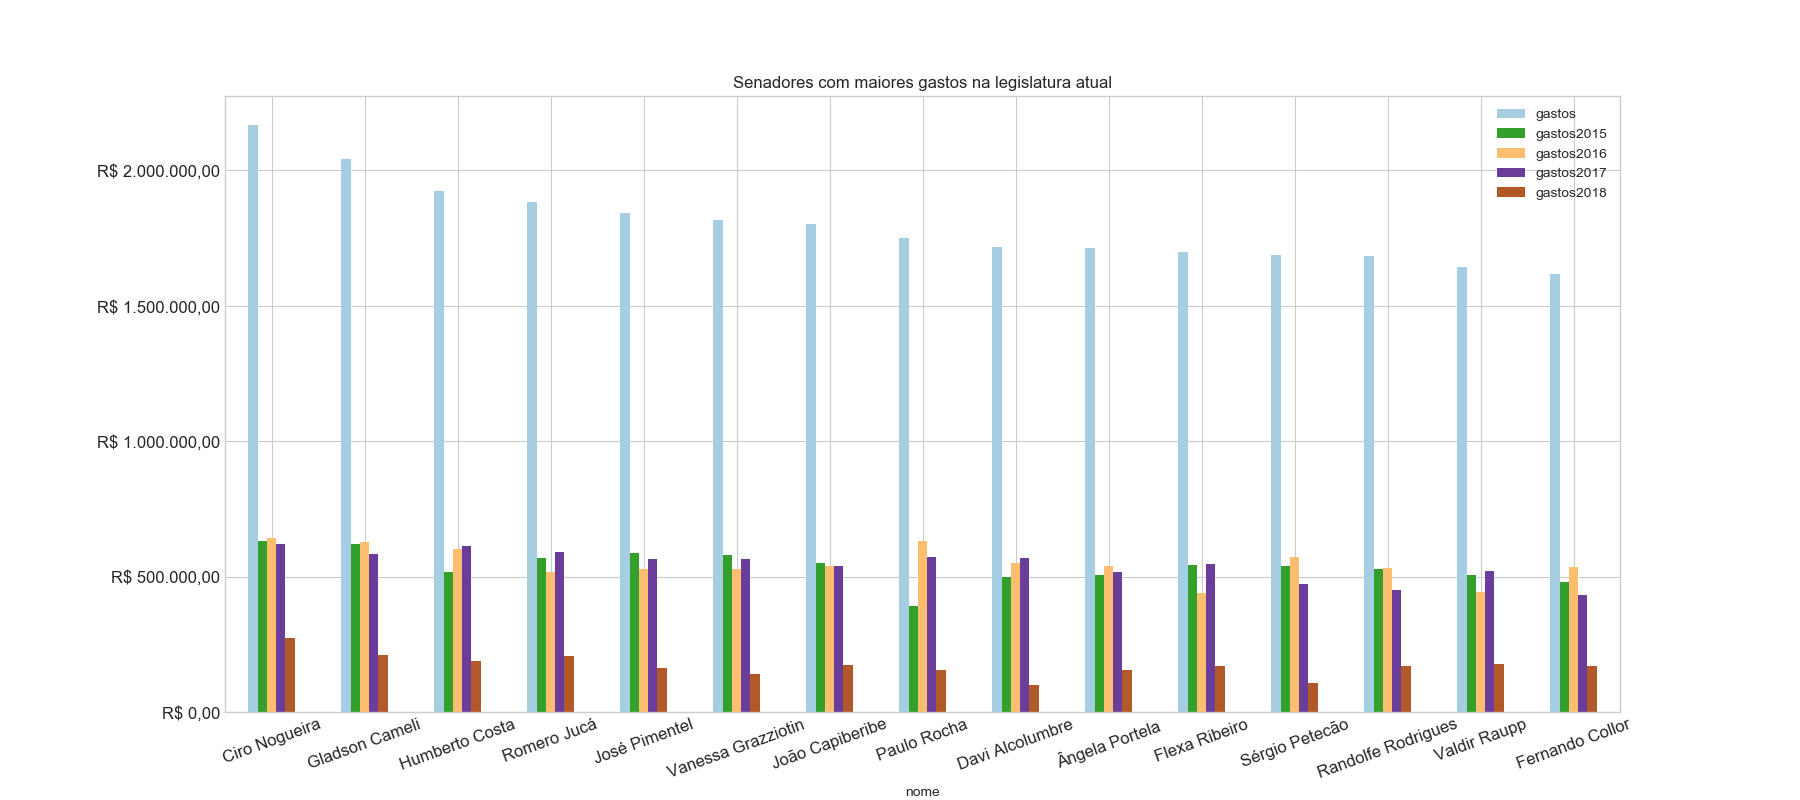 Senadores com maiores gastos na legislatura atual
gastos
gastos2015
gastos2016
gastos2017
gastos2018
R$ 2.000.000,00
R$ 1.500.000,00
R$ 1.000.000,00
R$ 500.000,00
R$ 0,00
Ciro Nogueira
Gladson Cameli
Humberto Costa
Romero Jucá
José Pimentel
Vanessa Grazziotin
João Capiberibe
Paulo Rocha
Davi Alcolumbre
Ângela Portela
Flexa Ribeiro
Sérgio Petecão
Randolfe Rodrigues
Valdir Raupp
Fernando Collor
nome